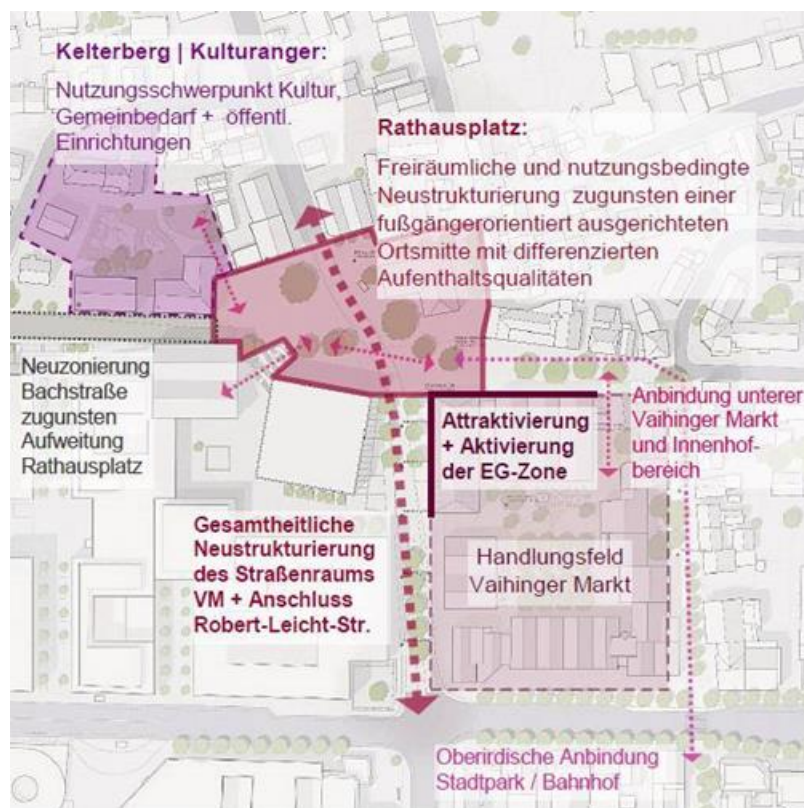 Kelterberg | Kulturanger:
Nutzungsschwerpunkt Kultur,
Gemeinbedarf + öffentl.
Einrichtungen
Rathausplatz:
Freiräumliche und nutzungsbedingte
Neustrukturierung zugunsten einer
fußgängerorientiert ausgerichteten
Ortsmitte mit differenzierten
Aufenthaltsqualitäten
Neuzonierung
Bachstraße
zugunsten
Aufweitung
Rathausplatz
Attraktivierung
+ Aktivierung
der EG-Zone
Anbindung unterer
Vaihinger Markt
und Innenhof-
bereich
Gesamtheitliche
Neustrukturierung
des Straßenraums
VM + Anschluss
Robert-Leicht-Str.
Handlungsfeld
Vaihinger Markt
Oberirdische Anbindung
Stadtpark / Bahnhof